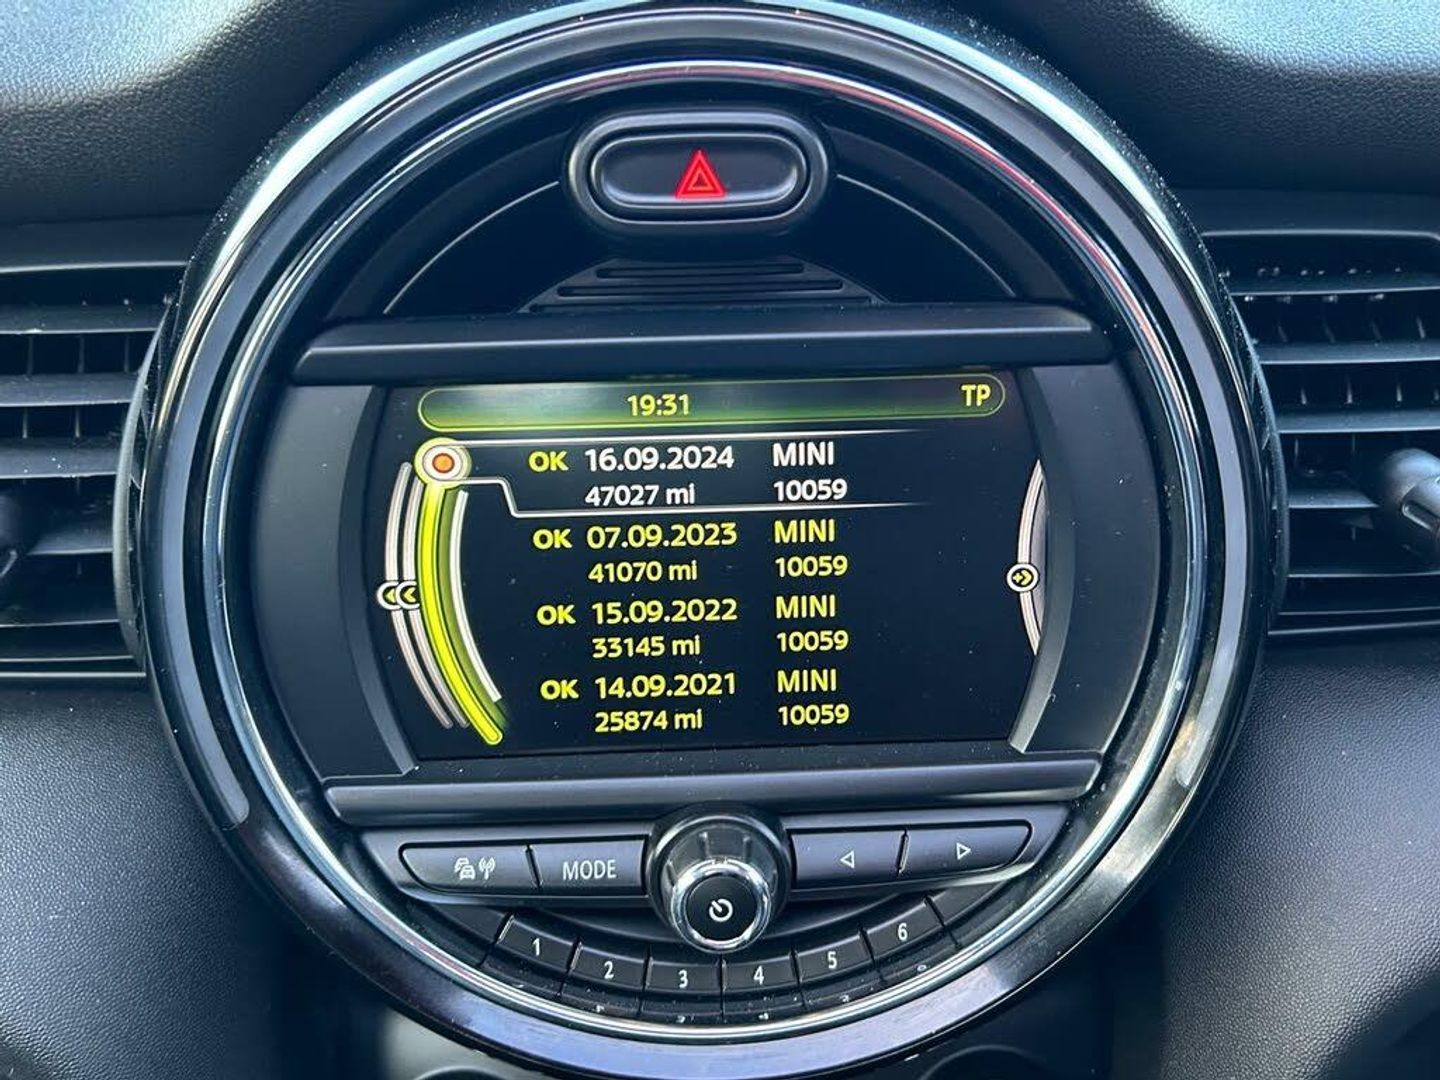 19:31 TP
OK 16.09.2024 MINI
47027 mi 10059
OK 07.09.2023 MINI
41070 mi 10059
OK 15.09.2022 MINI
33145 mi 10059
OK 14.09.2021 MINI
25874 mi 10059
MODE
1 2 3 4 5 6